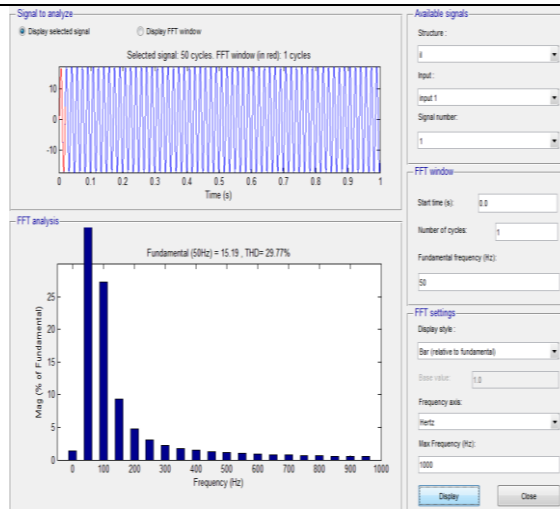 Signal to analyze
Display selected signal
Display FFT window
Selected signal: 50 cycles. FFT window (in red): 1 cycles
10
0
-10
0 0.1 0.2 0.3 0.4 0.5 0.6 0.7 0.8 0.9 1
Time (s)
FFT analysis
Fundamental (50Hz) = 15.19 , THD= 29.77%
25
20
15
10
5
0
Mag (% of Fundamental)
0 100 200 300 400 500 600 700 800 900 1000
Frequency (Hz)
Available signals
Structure :
Input :
input 1
Signal number:
1
FFT window
Start time (s):
0.0
Number of cycles:
1
Fundamental frequency (Hz):
50
FFT settings
Display style :
Bar (relative to fundamental)
Base value:
1.0
Frequency axis:
Hertz
Max Frequency (Hz):
1000
Display
Close